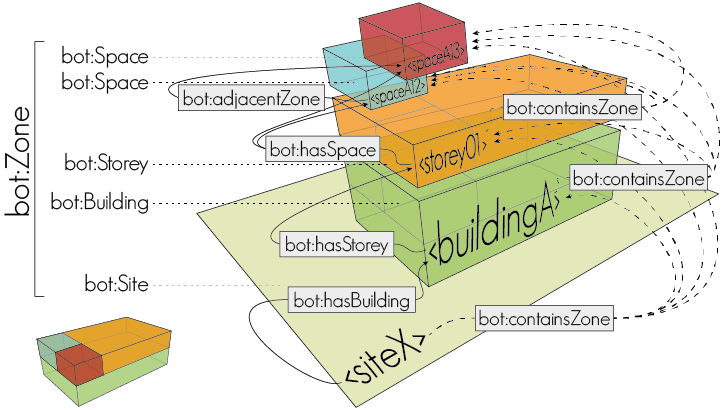 bot:Zone
bot:Space
bot:Space
bot:Storey
bot:Building
bot:Site
<spaceA13>
<spaceA12>
bot:adjacentZone
bot:containsZone
bot:hasSpace
<storey01>
bot:containsZone
<buildingA>
bot:hasStorey
bot:hasBuilding
bot:containsZone
<siteX>